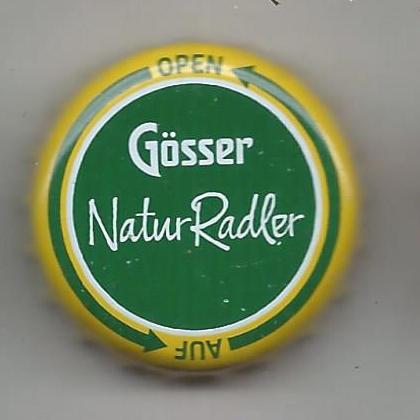 OPEN
Gösser
NaturRadler
AUF